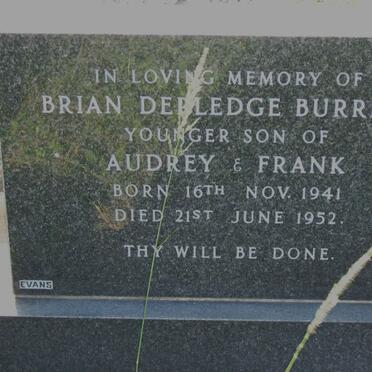 IN LOVING MEMORY OF
BRIAN DERLEDGE
YOUNGER SON OF
AUDREY & FRANK
BORN 16TH NOV. 1941
DIED 21ST JUNE 1952.
THY WILL BE DONE.
EVANS